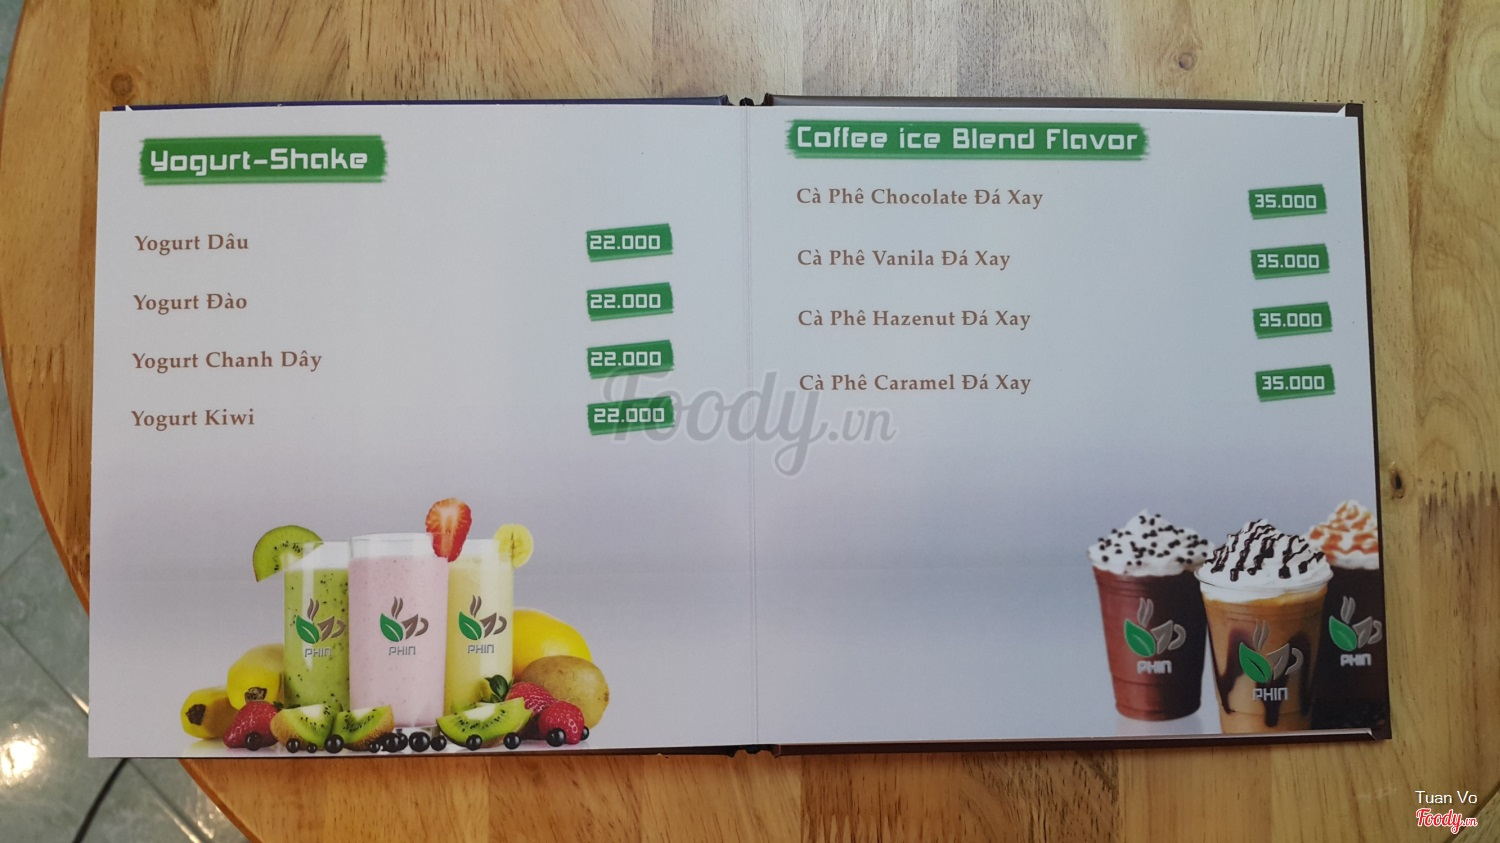 Yogurt-Shake
Yogurt Dâu 22.000
Yogurt Đào 22.000
Yogurt Chanh Dây 22.000
Yogurt Kiwi 22.000
PHIN
PHIN
PHIN
Coffee ice Blend Flavor
Cà Phê Chocolate Đá Xay 35.000
Cà Phê Vanila Đá Xay 35.000
Cà Phê Hazenut Đá Xay 35.000
Cà Phê Caramel Đá Xay 35.000
PHIN
PHIN
PHIN
Foody.vn
Tuan Vo
Foody.vn